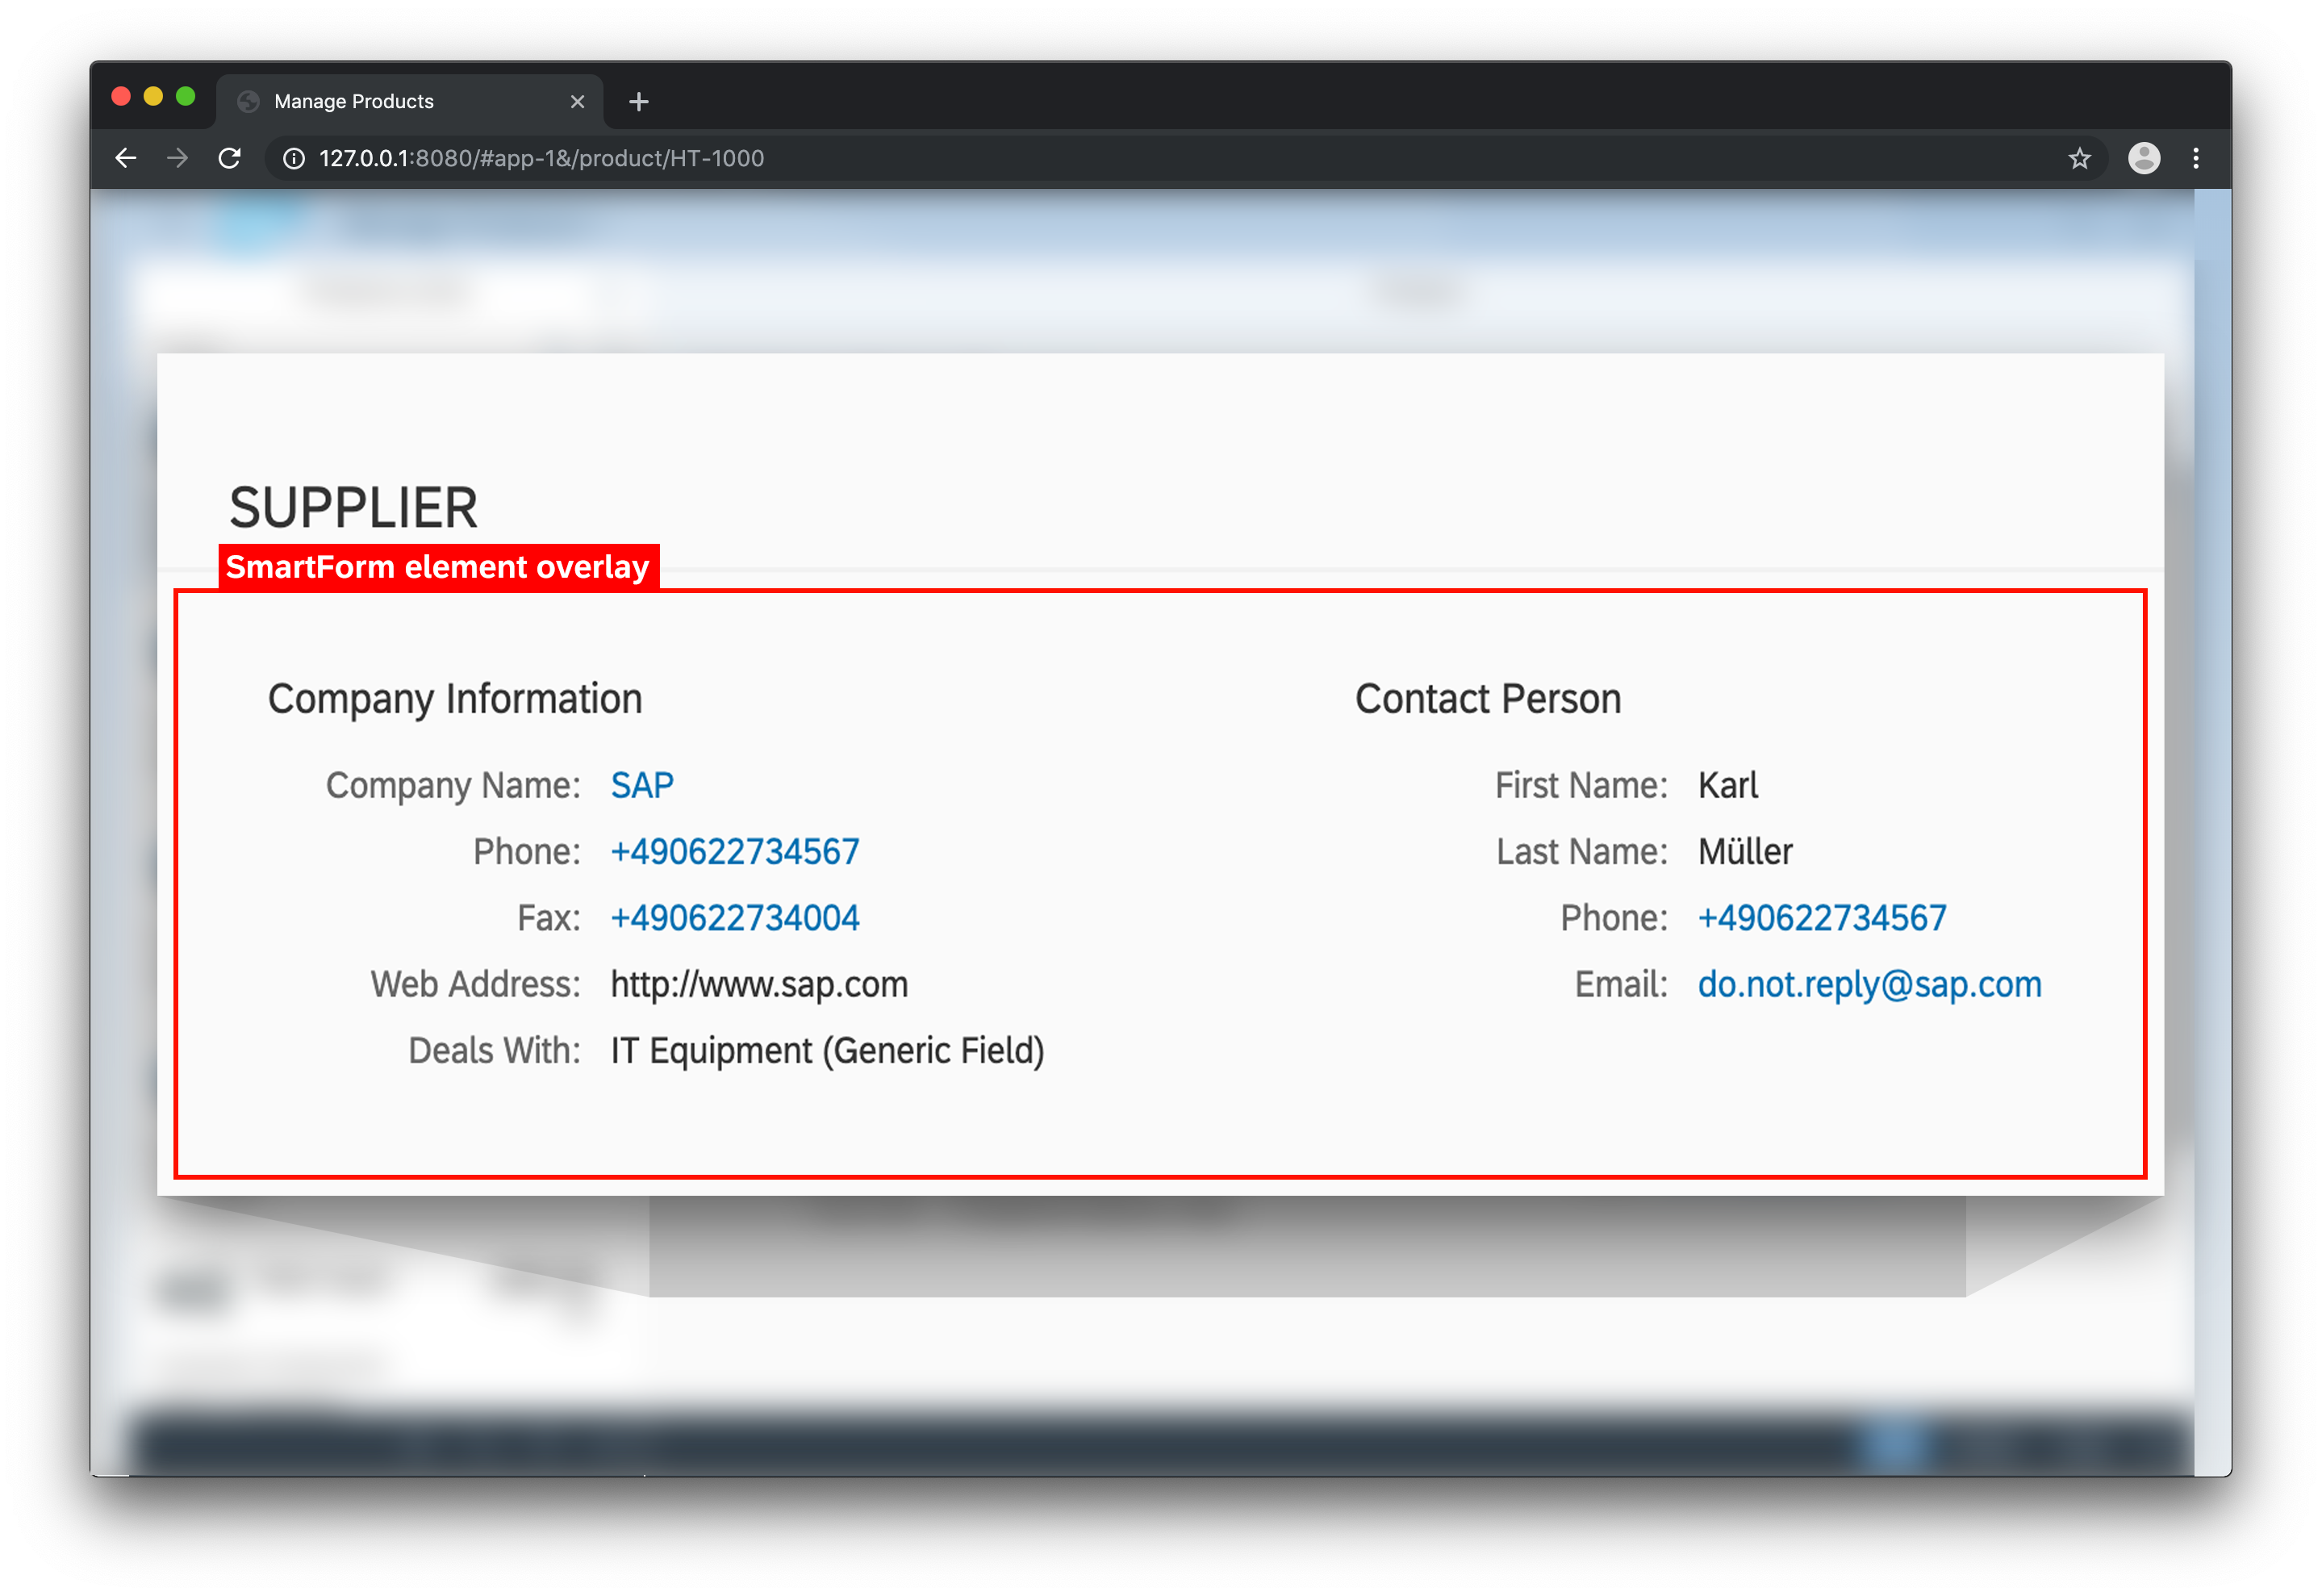 Manage Products
127.0.0.1:8080/#app-1&/product/HT-1000
SUPPLIER
SmartForm element overlay
Company Information
Company Name: SAP
Phone: +490622734567
Fax: +490622734004
Web Address: http://www.sap.com
Deals With: IT Equipment (Generic Field)
Contact Person
First Name: Karl
Last Name: Müller
Phone: +490622734567
Email: do.not.reply@sap.com